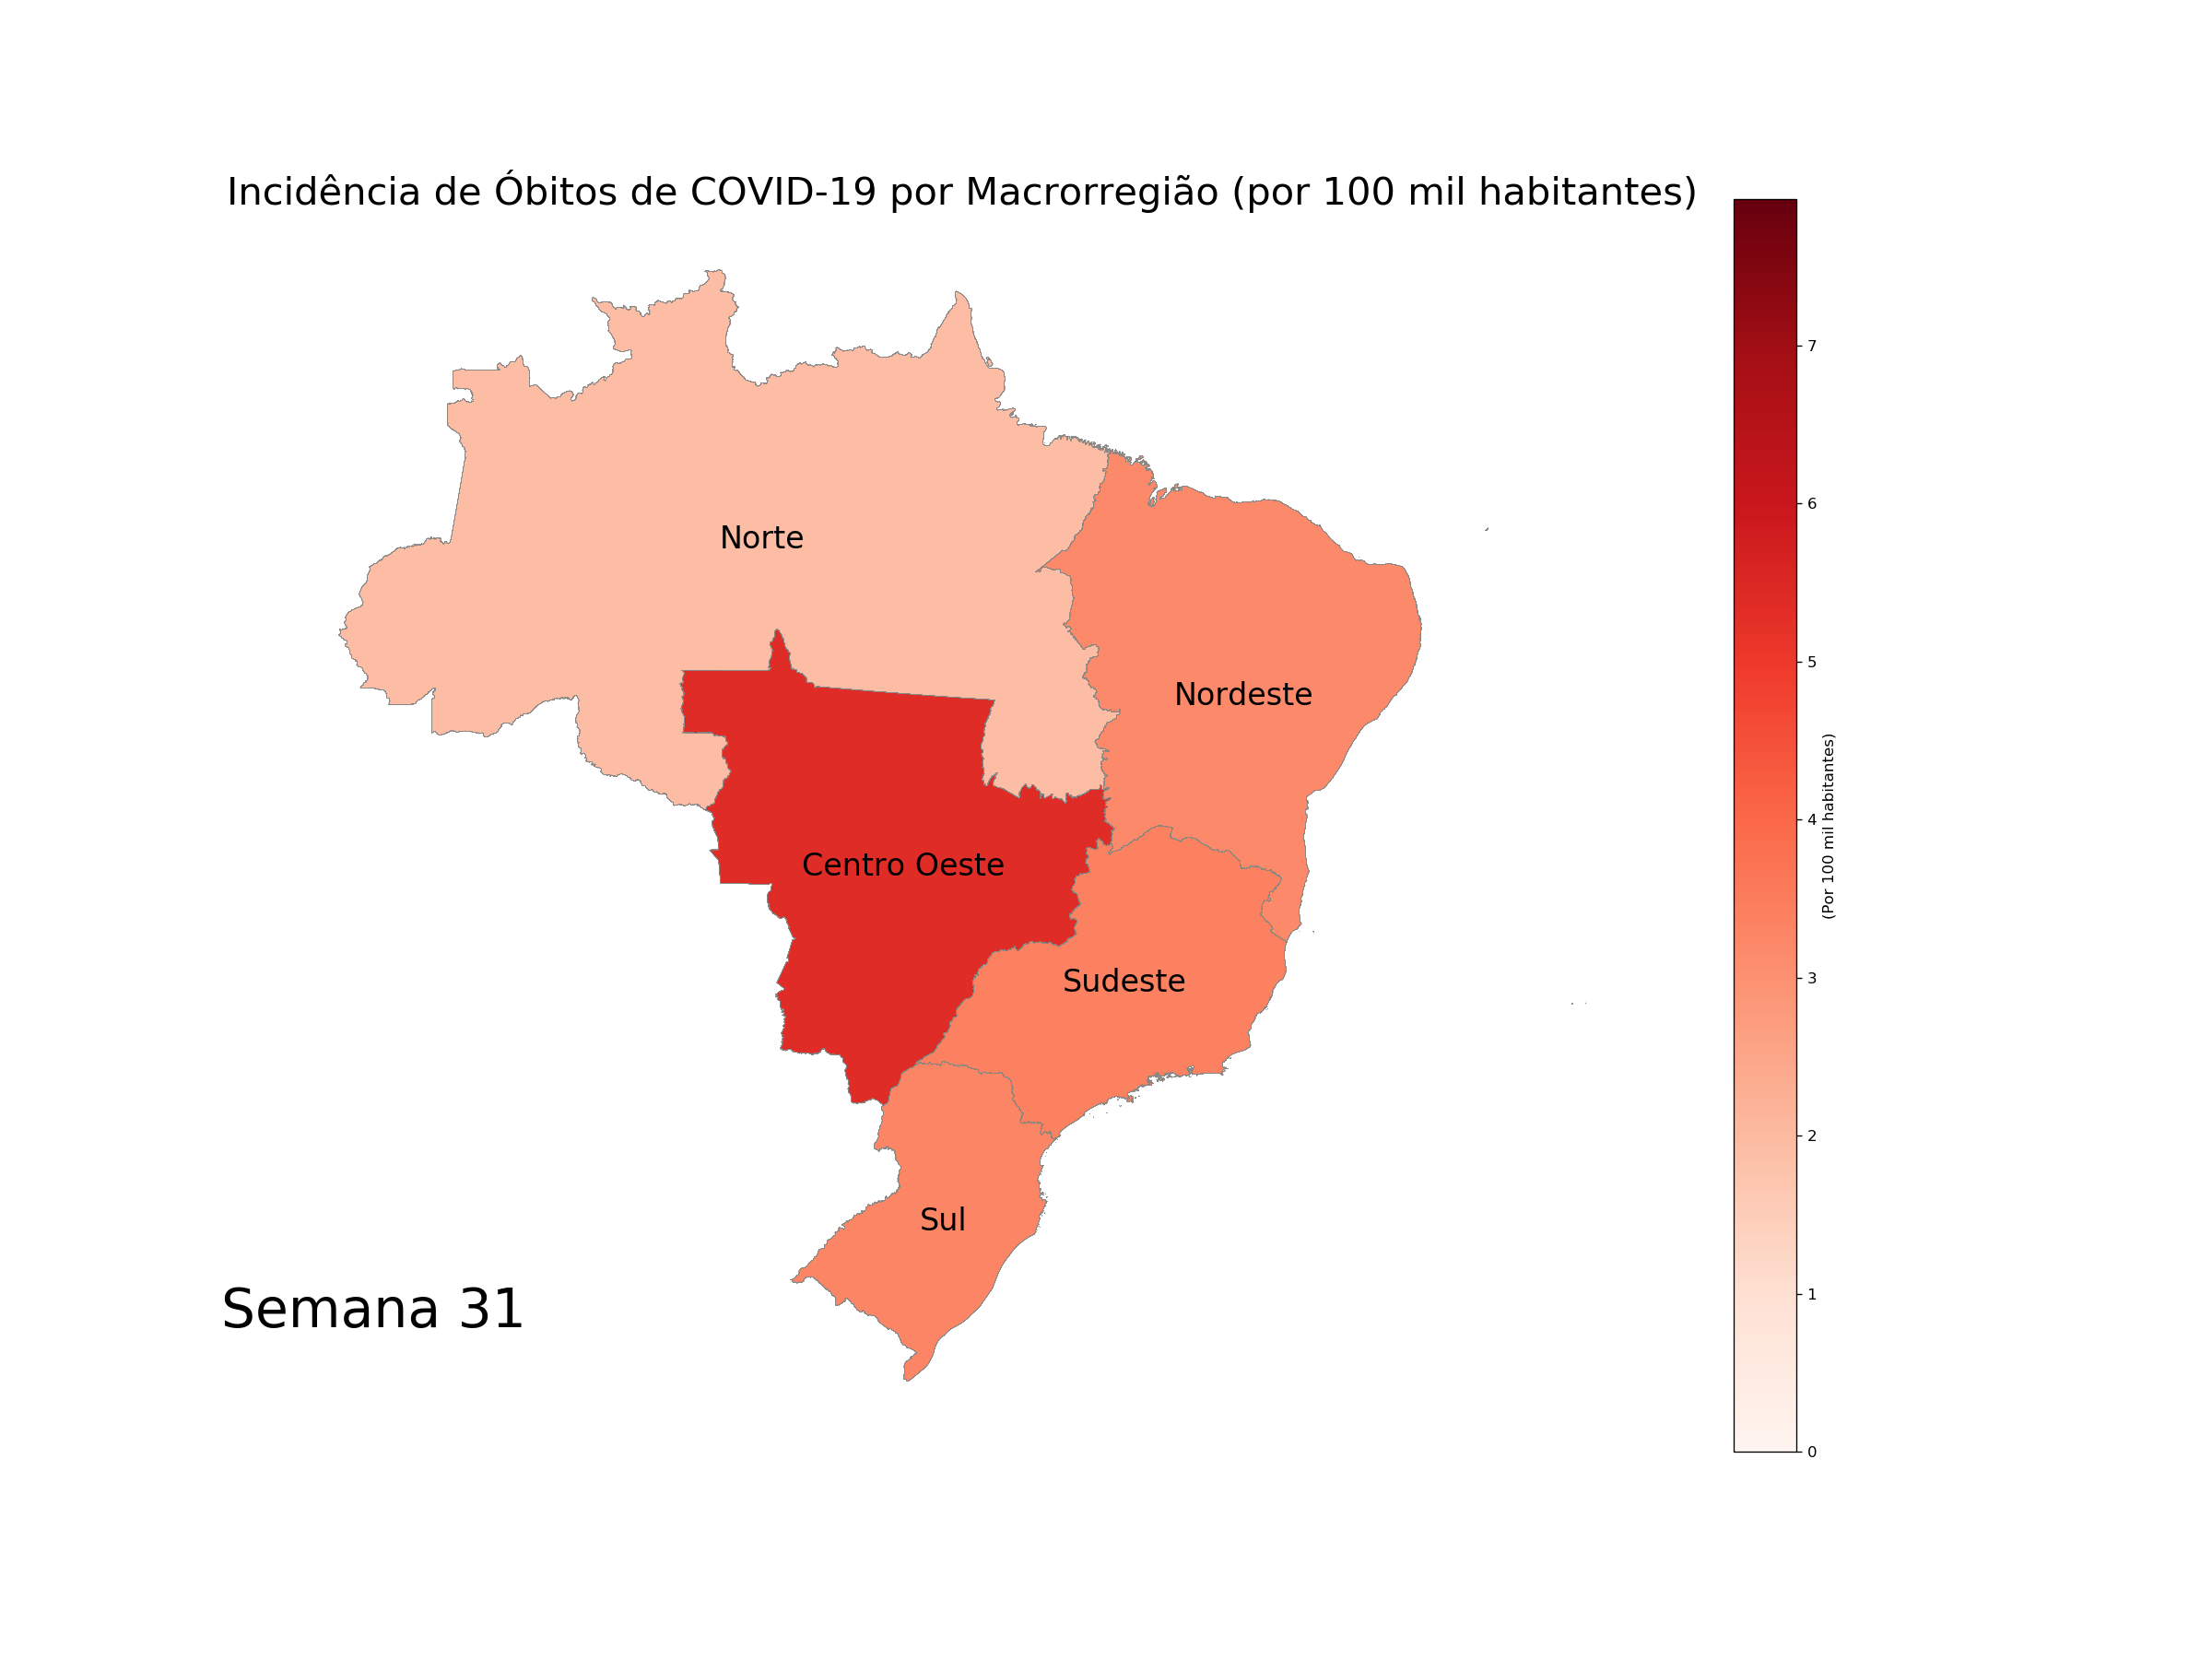 Incidência de Óbitos de COVID-19 por Macrorregião (por 100 mil habitantes)
7
6
Norte
5
Nordeste
(Por 100 mil habitantes)
4
Centro Oeste
3
Sudeste
2
Sul
1
Semana 31
0